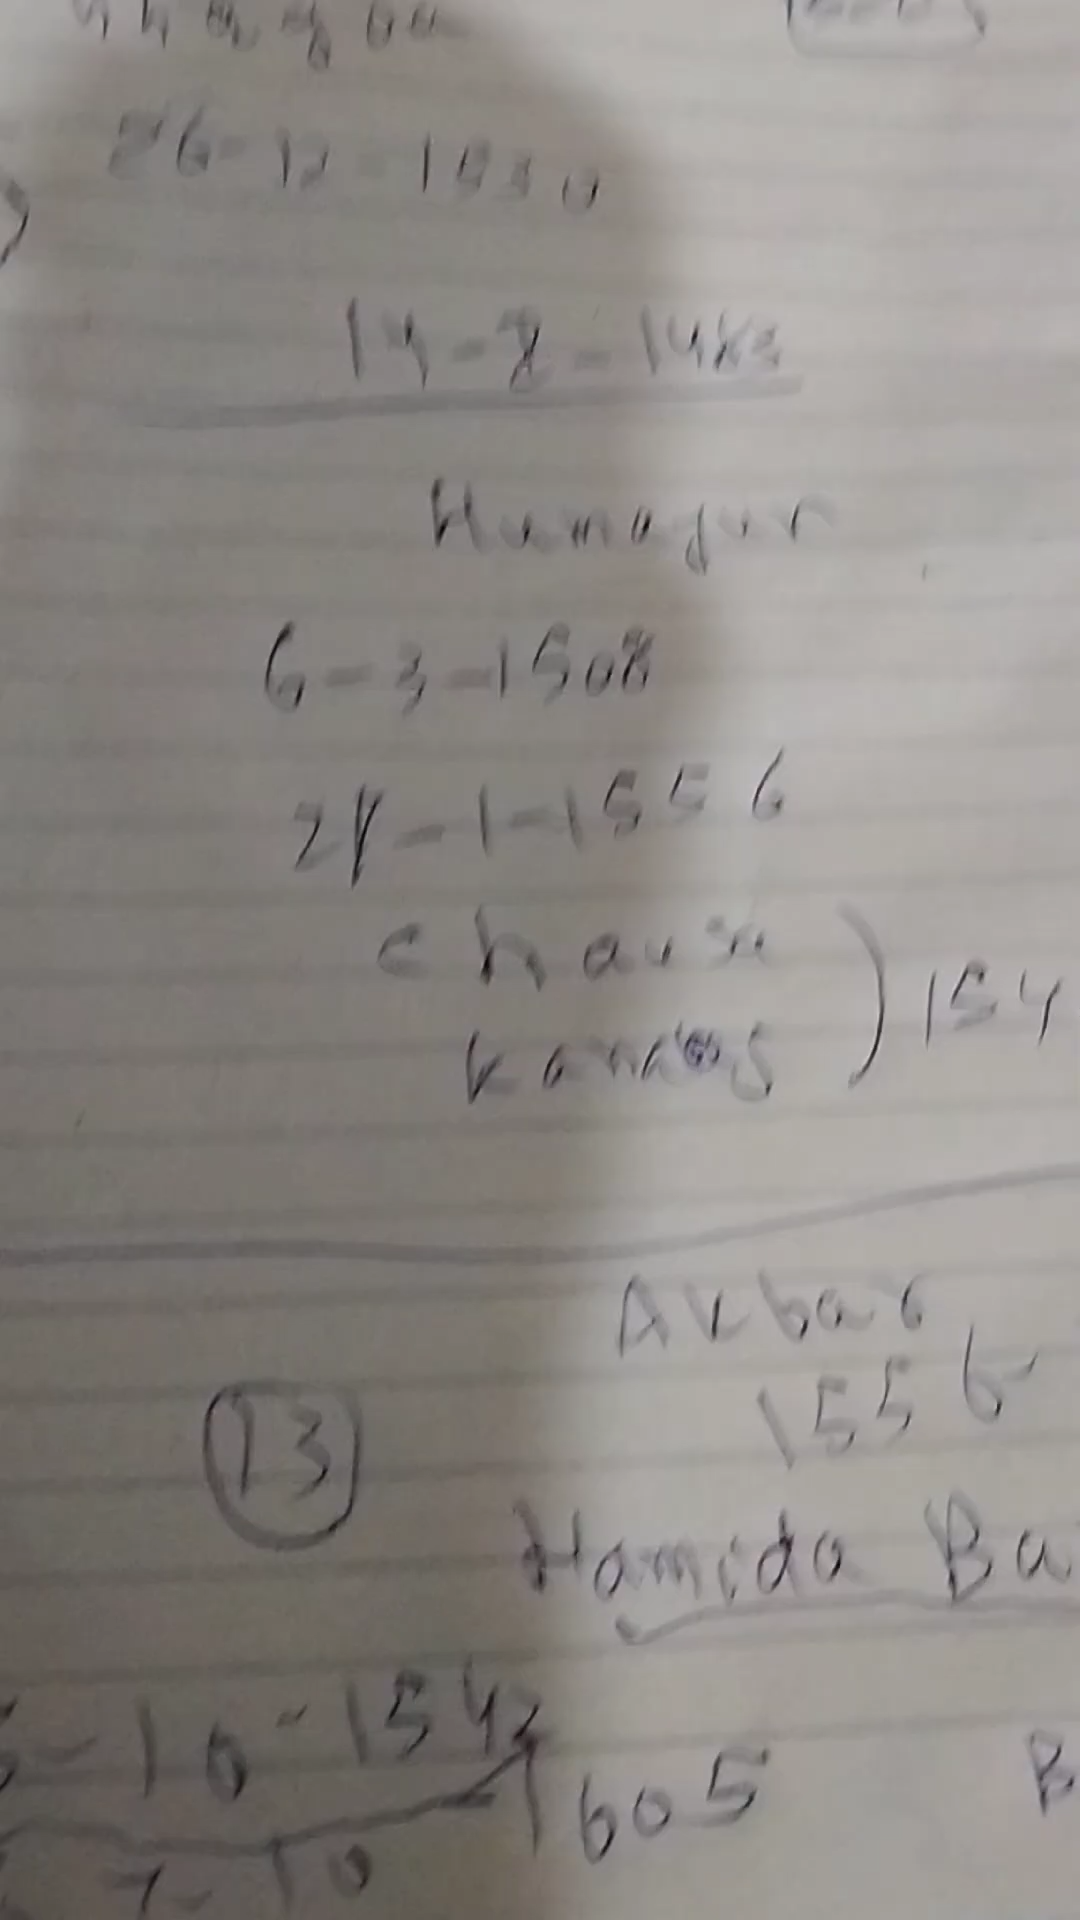 26-12-1530
14-8-1483
Humayun
6-3-1508
27-1-1556
chausa
) 154
Akbar
1556
13
Hamida Ba
-10-1542
1605
B